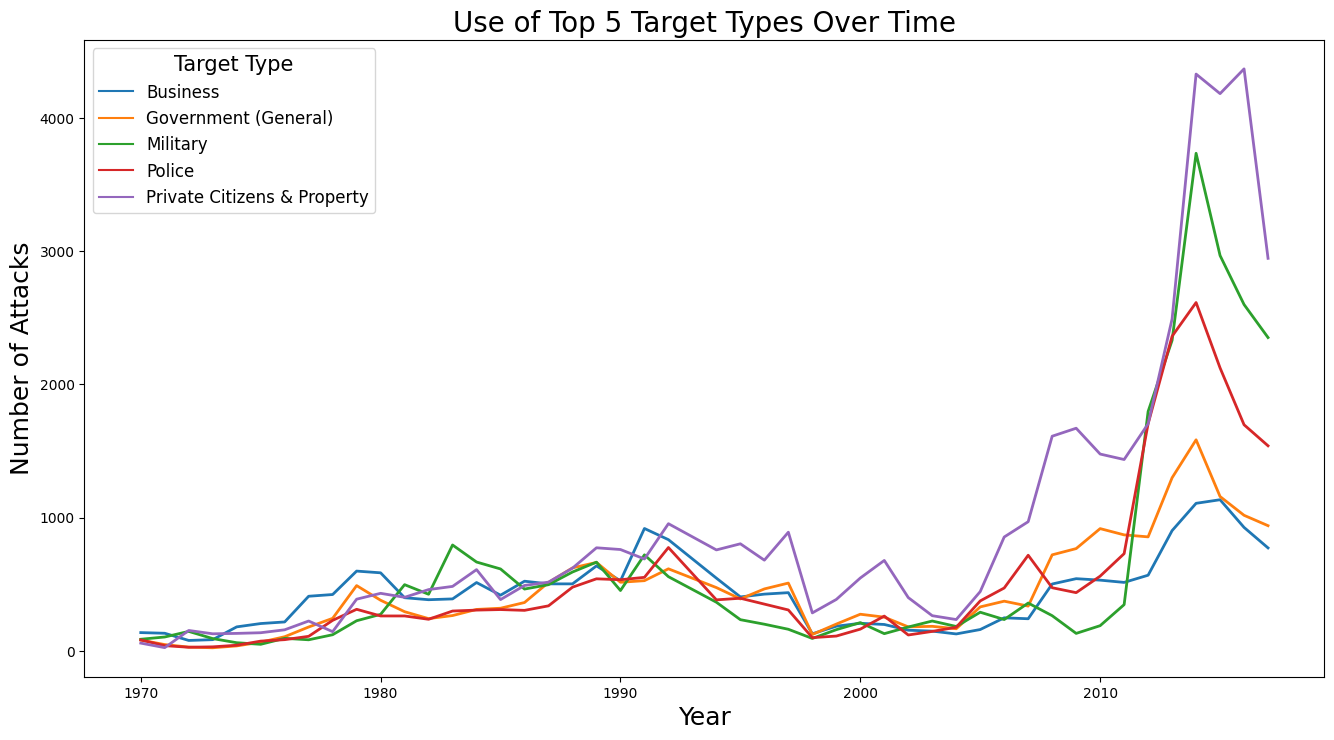 Use of Top 5 Target Types Over Time
Target Type
Business
Government (General)
Military
Police
Private Citizens & Property
Number of Attacks
4000
3000
2000
1000
0
1970
1980
1990
2000
2010
Year